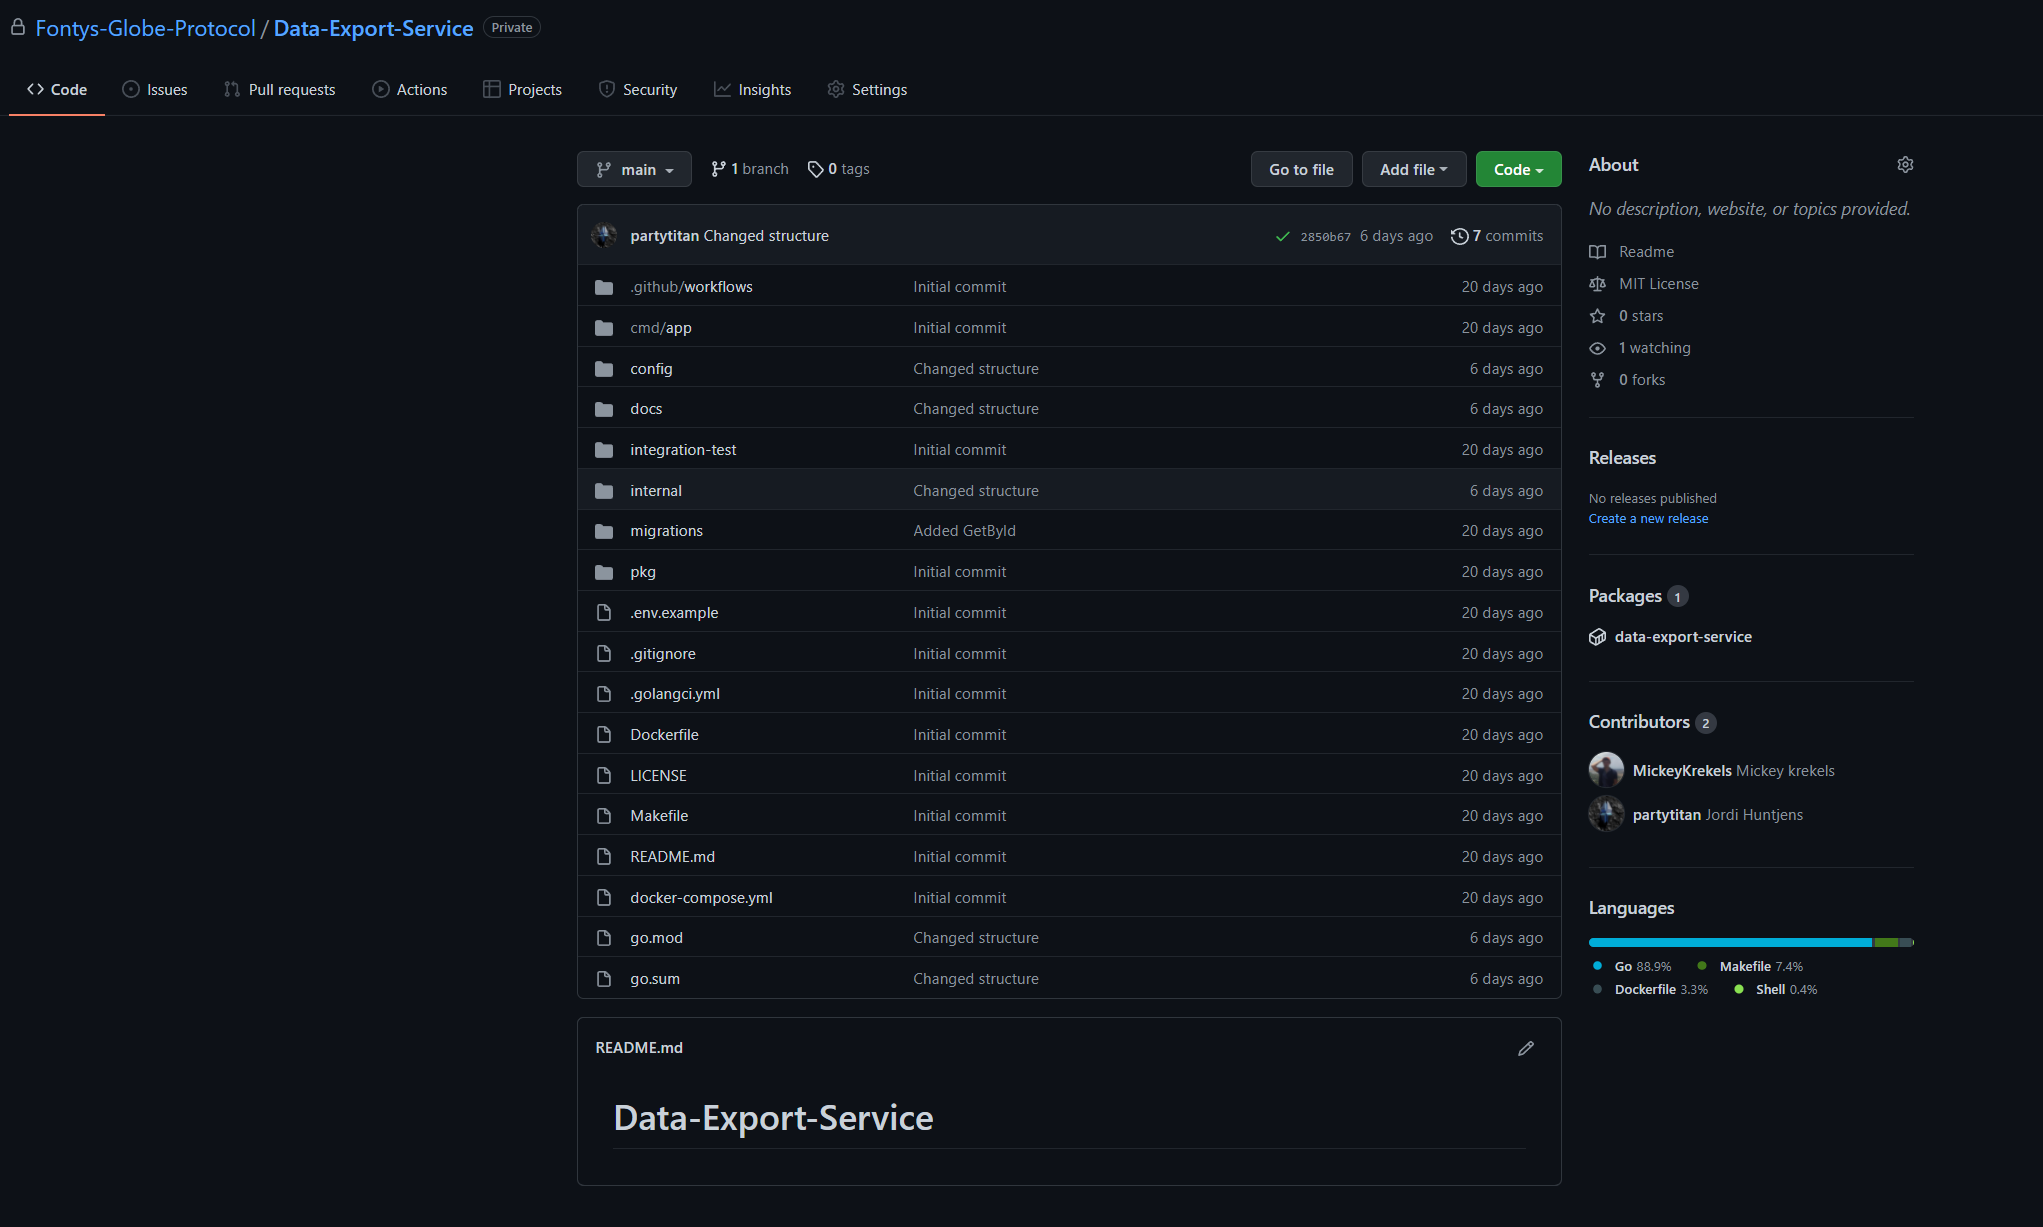 Fontys-Globe-Protocol / Data-Export-Service Private
Code Issues Pull requests Actions Projects Security Insights Settings
main 1 branch 0 tags Go to file Add file Code
partytitan Changed structure 2850b67 6 days ago 7 commits
.github/workflows Initial commit 20 days ago
cmd/app Initial commit 20 days ago
config Changed structure 6 days ago
docs Changed structure 6 days ago
integration-test Initial commit 20 days ago
internal Changed structure 6 days ago
migrations Added GetById 20 days ago
pkg Initial commit 20 days ago
.env.example Initial commit 20 days ago
.gitignore Initial commit 20 days ago
.golangci.yml Initial commit 20 days ago
Dockerfile Initial commit 20 days ago
LICENSE Initial commit 20 days ago
Makefile Initial commit 20 days ago
README.md Initial commit 20 days ago
docker-compose.yml Initial commit 20 days ago
go.mod Changed structure 6 days ago
go.sum Changed structure 6 days ago
README.md
Data-Export-Service
About
No description, website, or topics provided.
Readme
MIT License
0 stars
1 watching
0 forks
Releases
No releases published
Create a new release
Packages 1
data-export-service
Contributors 2
MickeyKrekels Mickey krekels
partytitan Jordi Huntjens
Languages
Go 88.9% Makefile 7.4%
Dockerfile 3.3% Shell 0.4%